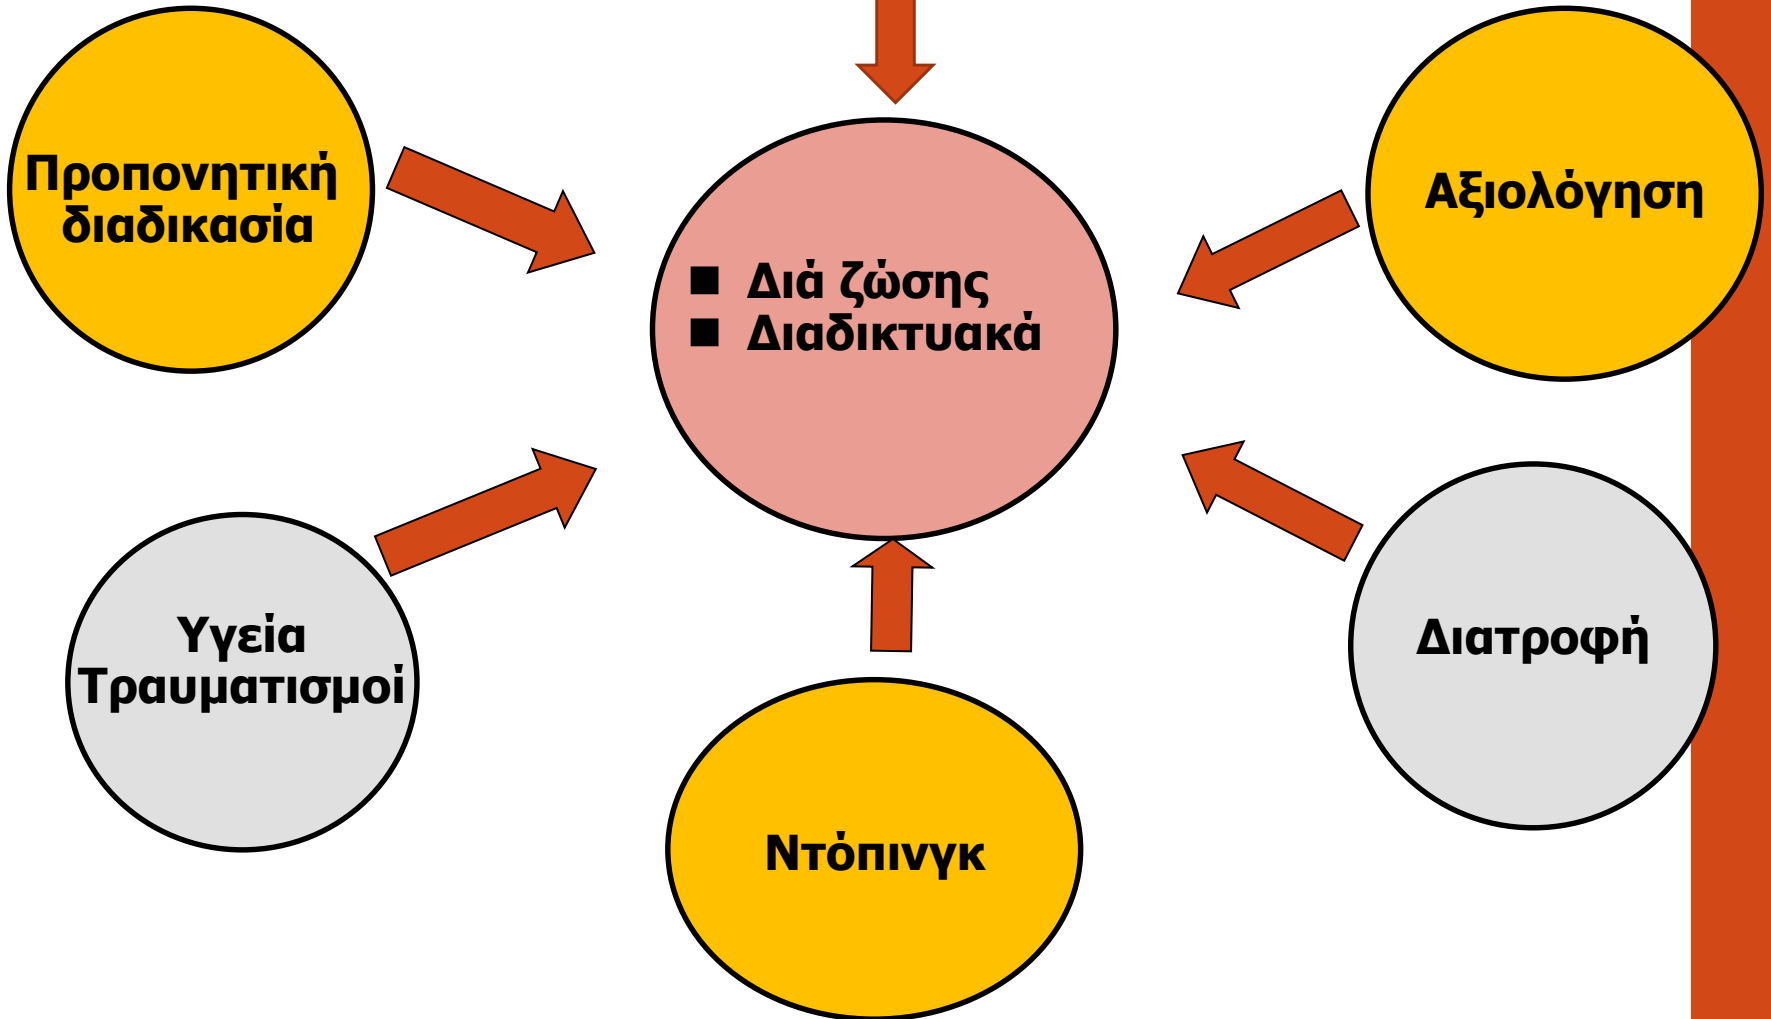 Προπονητική
διαδικασία
Αξιολόγηση
■ Διά ζώσης
■ Διαδικτυακά
Υγεία
Τραυματισμοί
Διατροφή
Ντόπινγκ